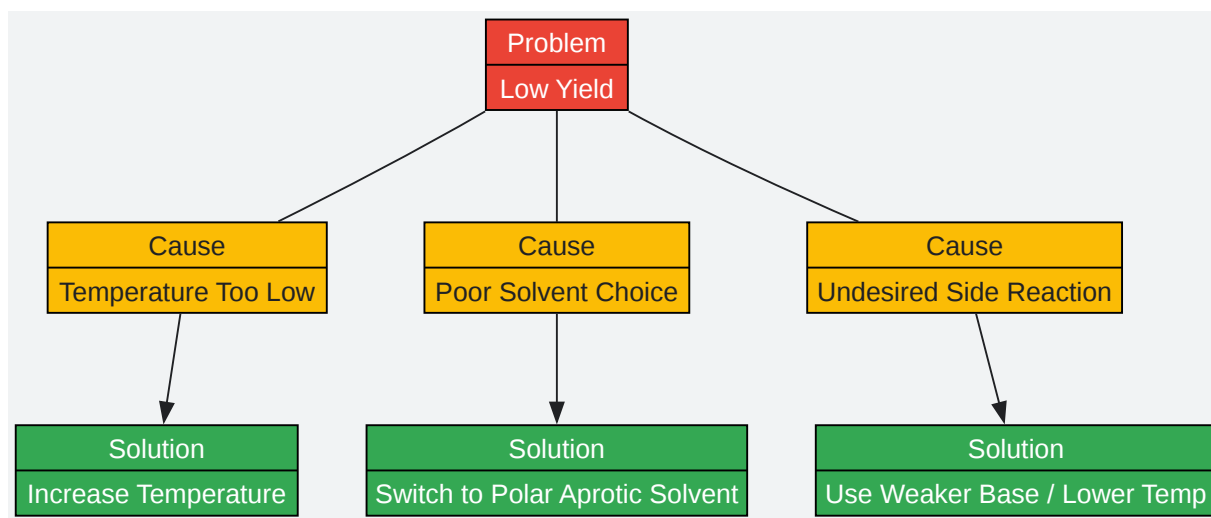 Problem
Low Yield
Cause
Temperature Too Low
Cause
Poor Solvent Choice
Cause
Undesired Side Reaction
Solution
Increase Temperature
Solution
Switch to Polar Aprotic Solvent
Solution
Use Weaker Base / Lower Temp